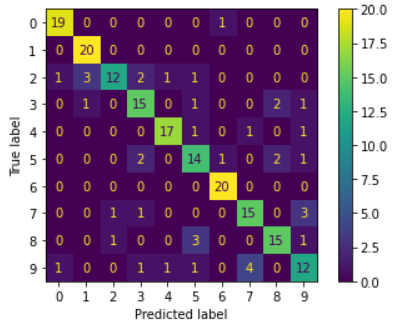 0 19 0 0 0 0 0 1 0 0 0
1 0 20 0 0 0 0 0 0 0 0
2 1 3 12 2 1 1 0 0 0 0
3 0 1 0 15 0 1 0 0 2 1
4 0 0 0 0 17 1 0 1 0 1
5 0 0 0 2 0 14 1 0 2 1
6 0 0 0 0 0 0 20 0 0 0
7 0 0 1 1 0 0 0 15 0 3
8 0 0 1 0 0 3 0 0 15 1
9 1 0 0 1 1 1 0 4 0 12
0 1 2 3 4 5 6 7 8 9
True label
Predicted label
20.0
17.5
15.0
12.5
10.0
7.5
5.0
2.5
0.0